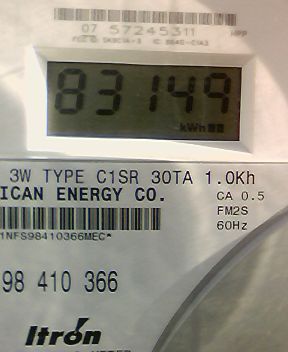 07 57245311
83149
kWh
3W TYPE C1SR 30TA 1.0Kh
ICAN ENERGY CO.
CA 0.5
FM2S
60Hz
1NFS98410366MEC*
98 410 366
Itrón